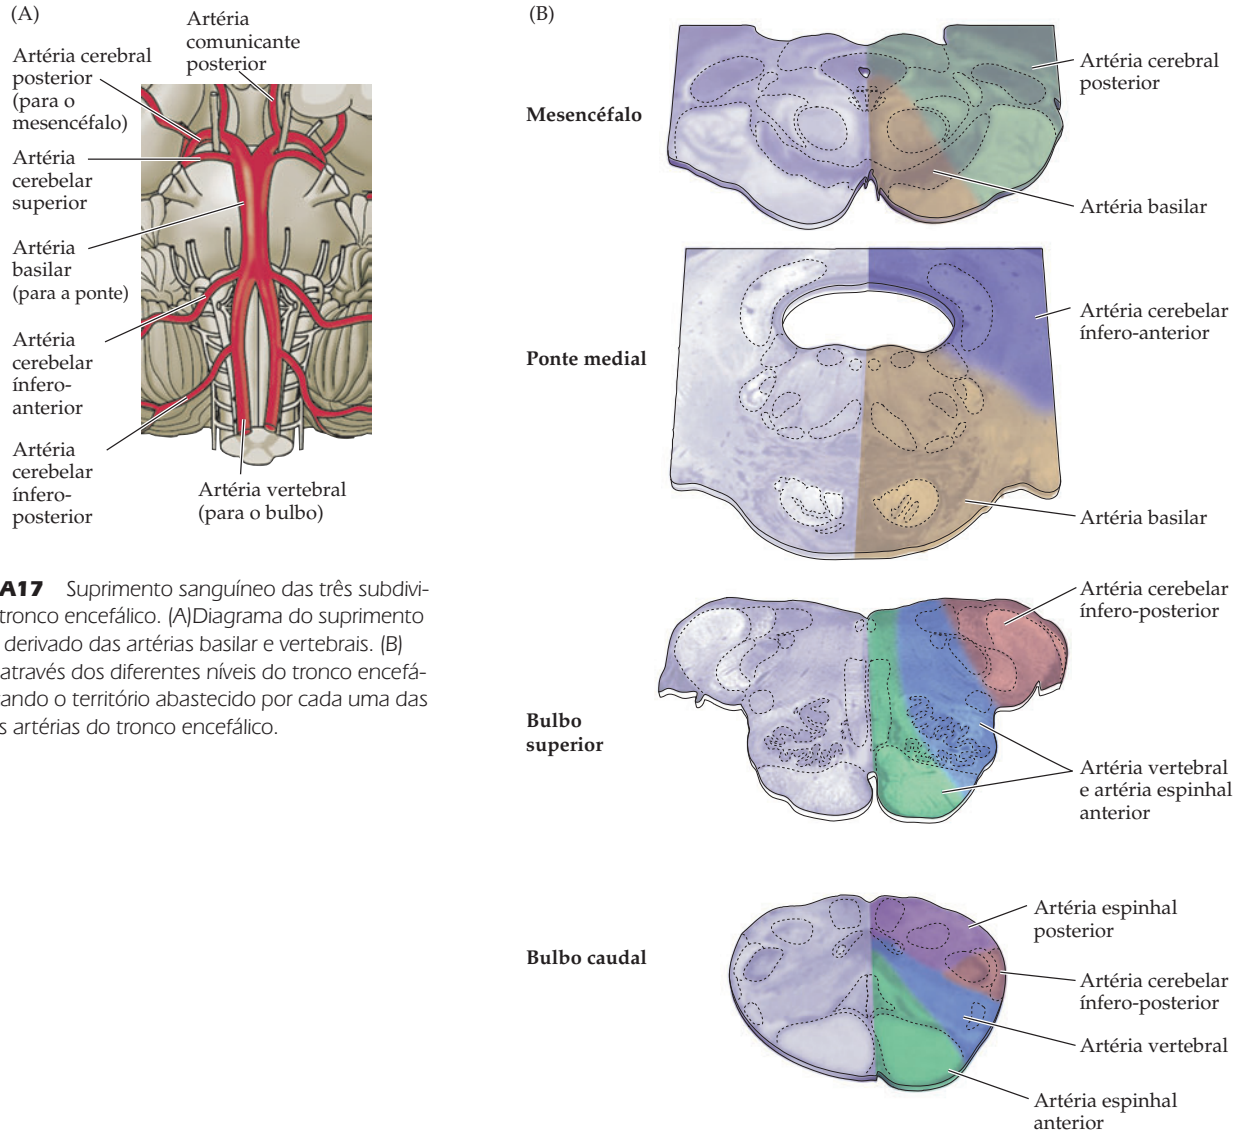 (A)
Artéria
comunicante
posterior
Artéria cerebral
posterior
(para o
mesencéfalo)
Artéria
cerebelar
superior
Artéria
basilar
(para a ponte)
Artéria
cerebelar
ínfero-
anterior
Artéria
cerebelar
ínfero-
posterior
Artéria vertebral
(para o bulbo)
A17 Suprimento sanguíneo das três subdivi-
tronco encefálico. (A)Diagrama do suprimento
derivado das artérias basilar e vertebrais. (B)
através dos diferentes níveis do tronco encefá-
ando o território abastecido por cada uma das
s artérias do tronco encefálico.
(B)
Mesencéfalo
Artéria cerebral
posterior
Artéria basilar
Ponte medial
Artéria cerebelar
ínfero-anterior
Artéria basilar
Bulbo
superior
Artéria cerebelar
ínfero-posterior
Artéria vertebral
e artéria espinhal
anterior
Bulbo caudal
Artéria espinhal
posterior
Artéria cerebelar
ínfero-posterior
Artéria vertebral
Artéria espinhal
anterior